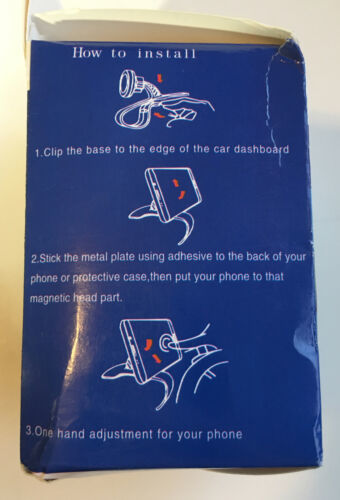 How to install
1.Clip the base to the edge of the car dashboard
2.Stick the metal plate using adhesive to the back of your
phone or protective case,then put your phone to that
magnetic head part.
3.One hand adjustment for your phone